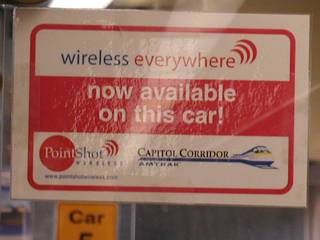 wireless everywhere
now available
on this car!
PointShot
WIRELESS
CAPITOL CORRIDOR
AMTRAK
www.pointshotwireless.com
Car